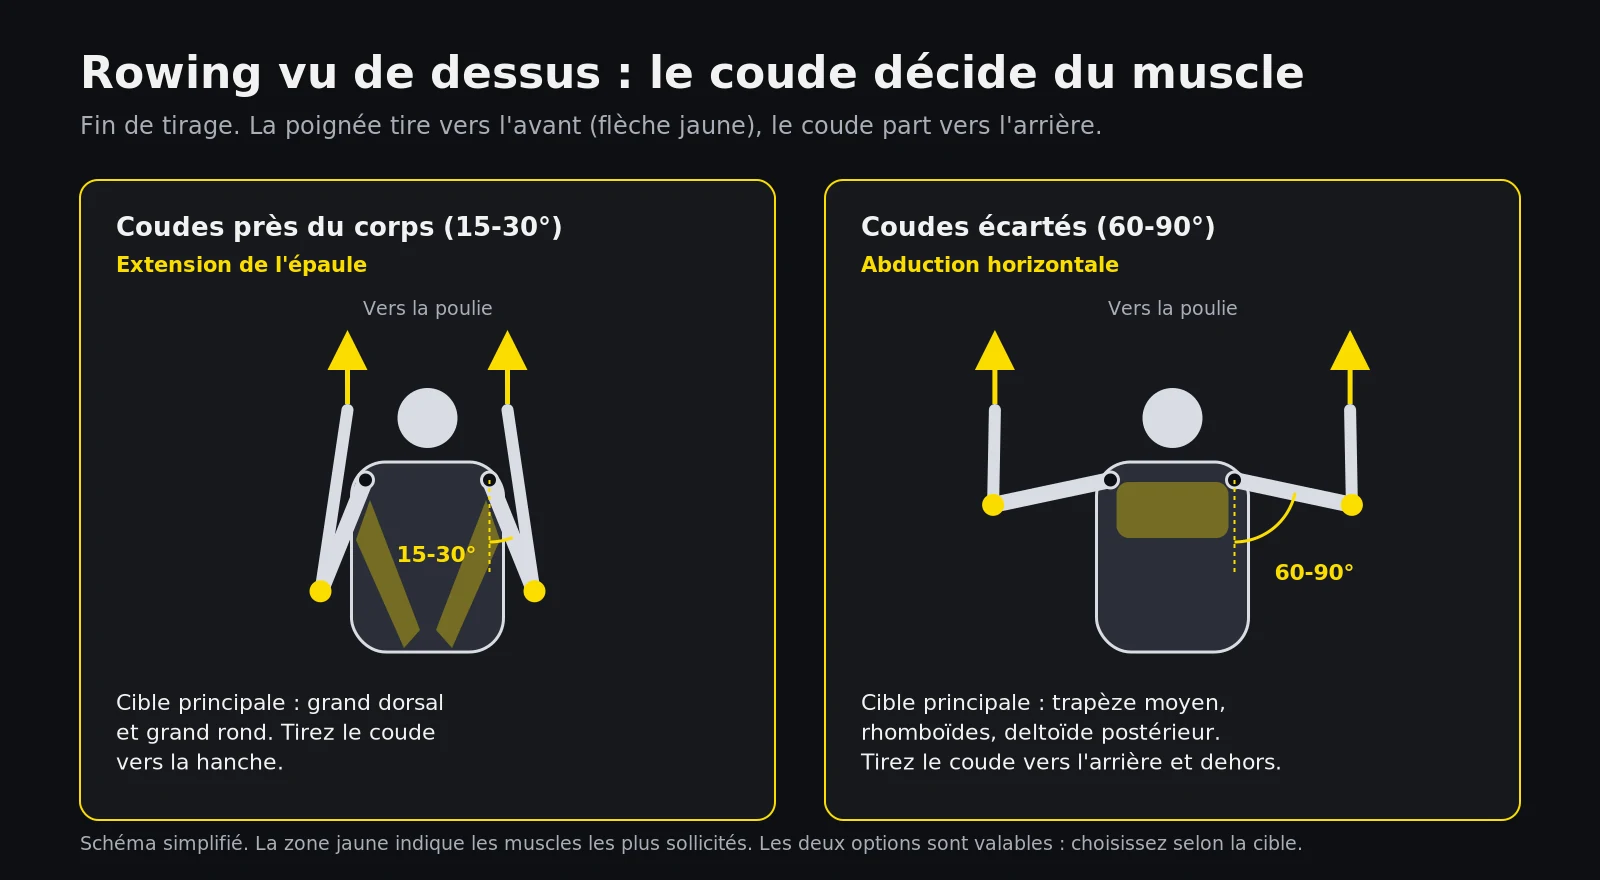 Rowing vu de dessus : le coude décide du muscle
Fin de tirage. La poignée tire vers l'avant (flèche jaune), le coude part vers l'arrière.
Coudes près du corps (15-30°)
Extension de l'épaule
Vers la poulie
15-30°
Cible principale : grand dorsal
et grand rond. Tirez le coude
vers la hanche.
Coudes écartés (60-90°)
Abduction horizontale
Vers la poulie
60-90°
Cible principale : trapèze moyen,
rhomboïdes, deltoïde postérieur.
Tirez le coude vers l'arrière et dehors.
Schéma simplifié. La zone jaune indique les muscles les plus sollicités. Les deux options sont valables : choisissez selon la cible.